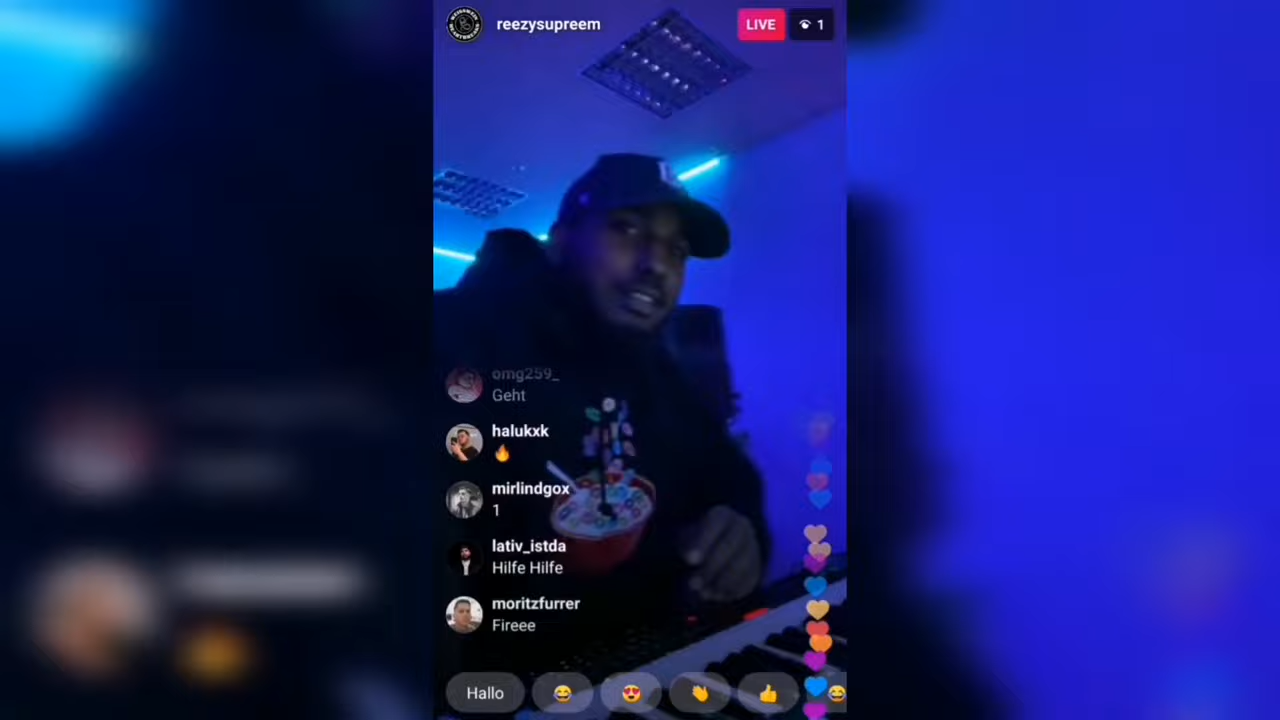 reezysupreem
LIVE
1
omg259_
Geht
halukxk
🔥
mirlindgox
1
lativ_istda
Hilfe Hilfe
moritzfurrer
Fireee
Hallo 😂 😍 👋 👍 😂